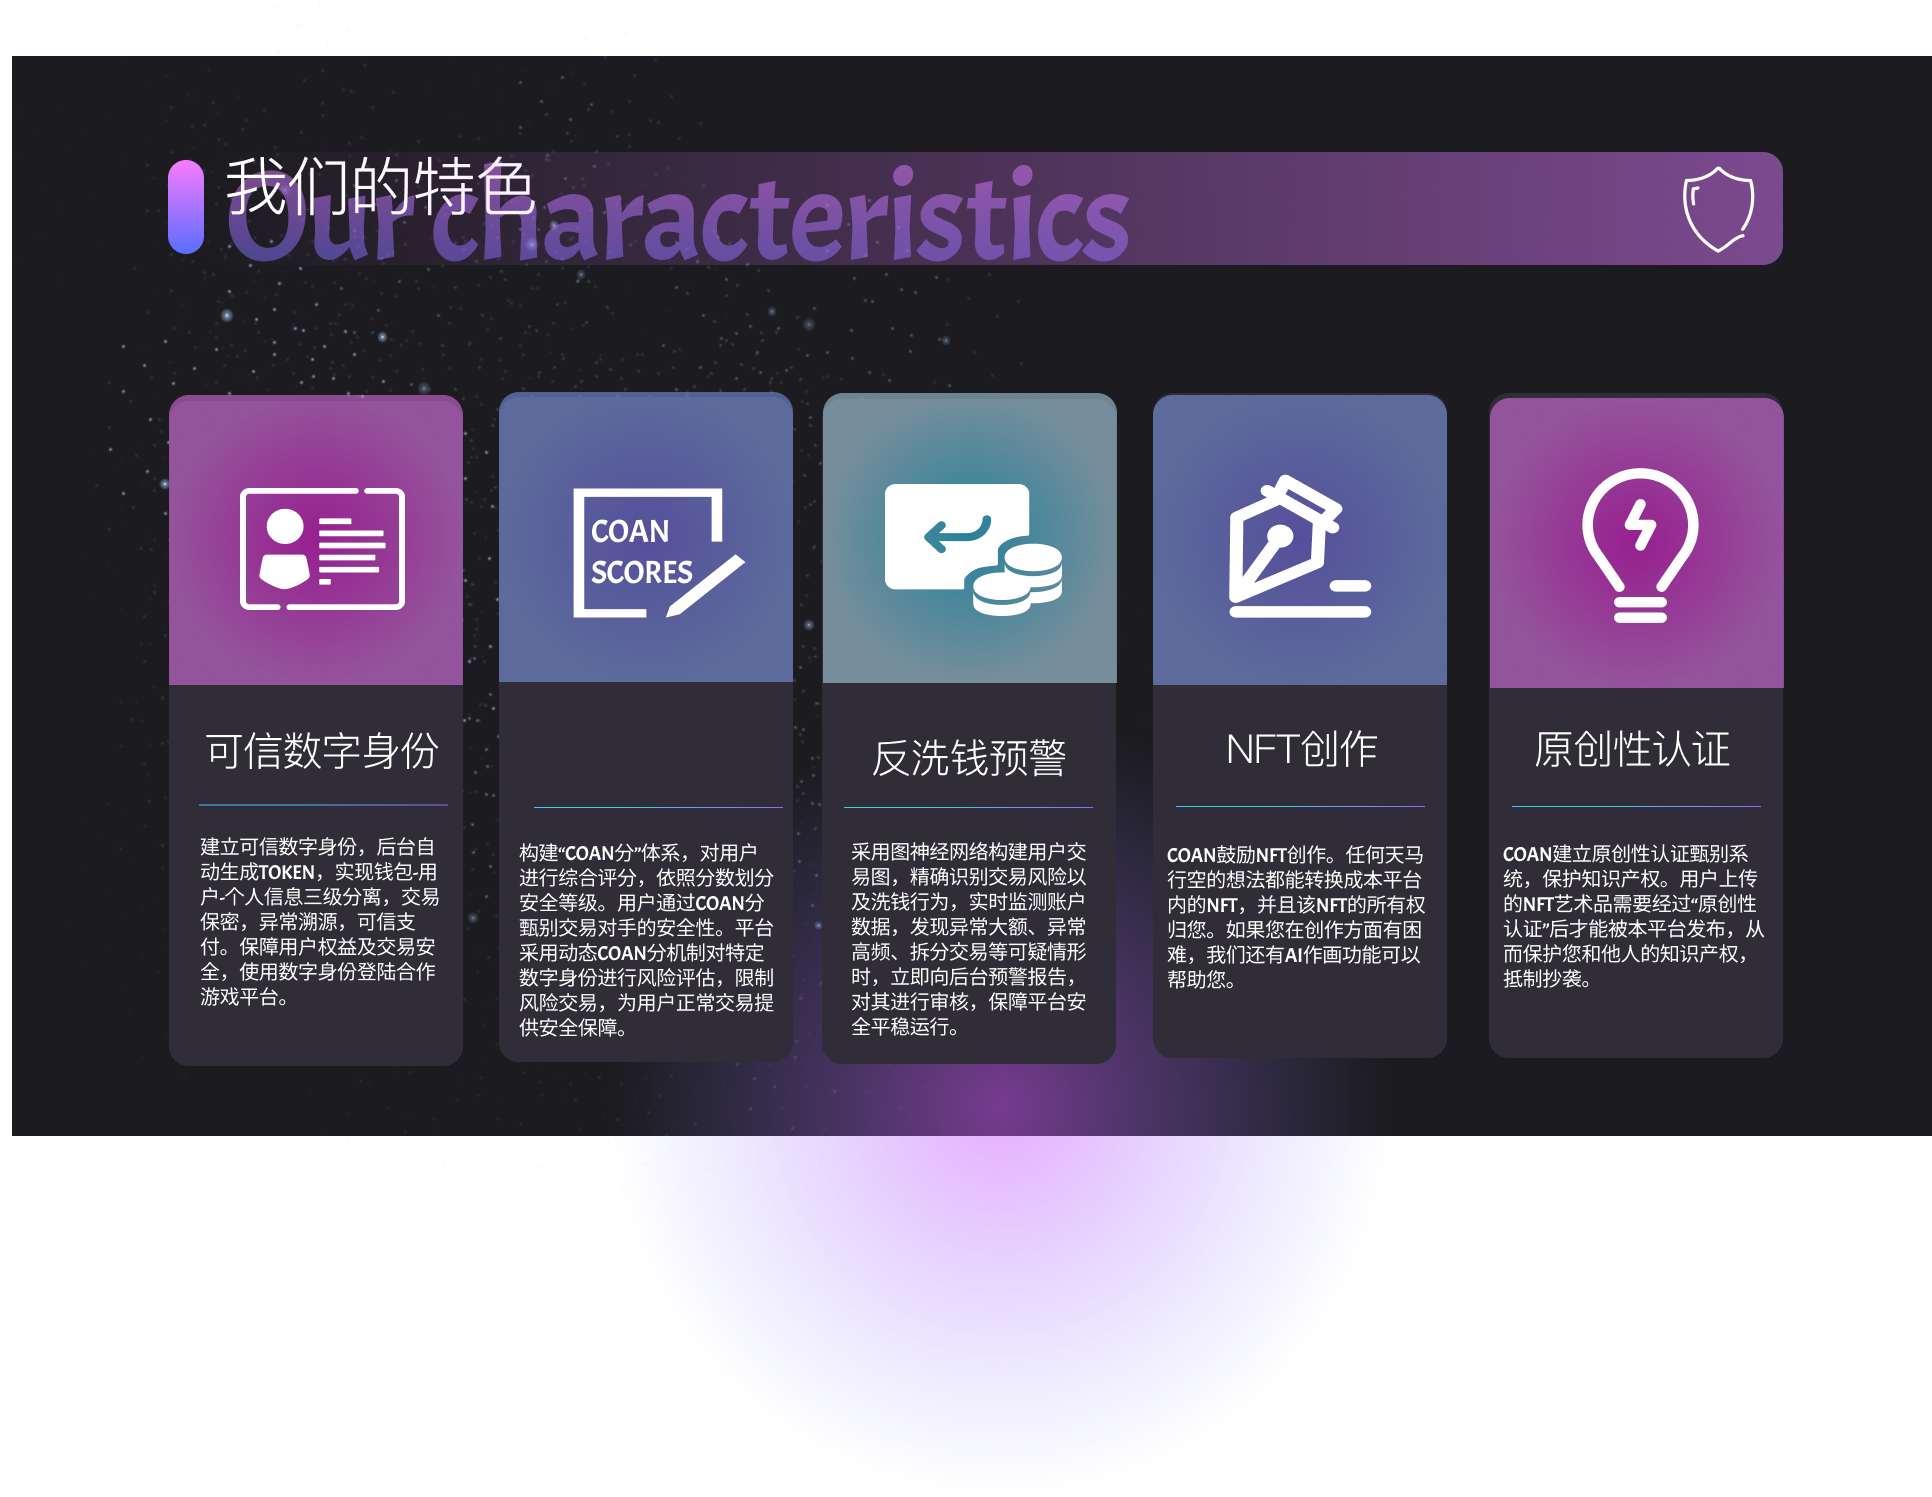 我们的特色
Our characteristics
COAN
SCORES
可信数字身份
建立可信数字身份，后台自
动生成TOKEN，实现钱包-用
户-个人信息三级分离，交易
保密，异常溯源，可信支
付。保障用户权益及交易安
全，使用数字身份登陆合作
游戏平台。
构建“COAN分”体系，对用户
进行综合评分，依照分数划分
安全等级。用户通过COAN分
甄别交易对手的安全性。平台
采用动态COAN分机制对特定
数字身份进行风险评估，限制
风险交易，为用户正常交易提
供安全保障。
反洗钱预警
采用图神经网络构建用户交
易图，精确识别交易风险以
及洗钱行为，实时监测账户
数据，发现异常大额、异常
高频、拆分交易等可疑情形
时，立即向后台预警报告，
对其进行审核，保障平台安
全平稳运行。
NFT创作
COAN鼓励NFT创作。任何天马
行空的想法都能转换成本平台
内的NFT，并且该NFT的所有权
归您。如果您在创作方面有困
难，我们还有AI作画功能可以
帮助您。
原创性认证
COAN建立原创性认证甄别系
统，保护知识产权。用户上传
的NFT艺术品需要经过“原创性
认证”后才能被本平台发布，从
而保护您和他人的知识产权，
抵制抄袭。